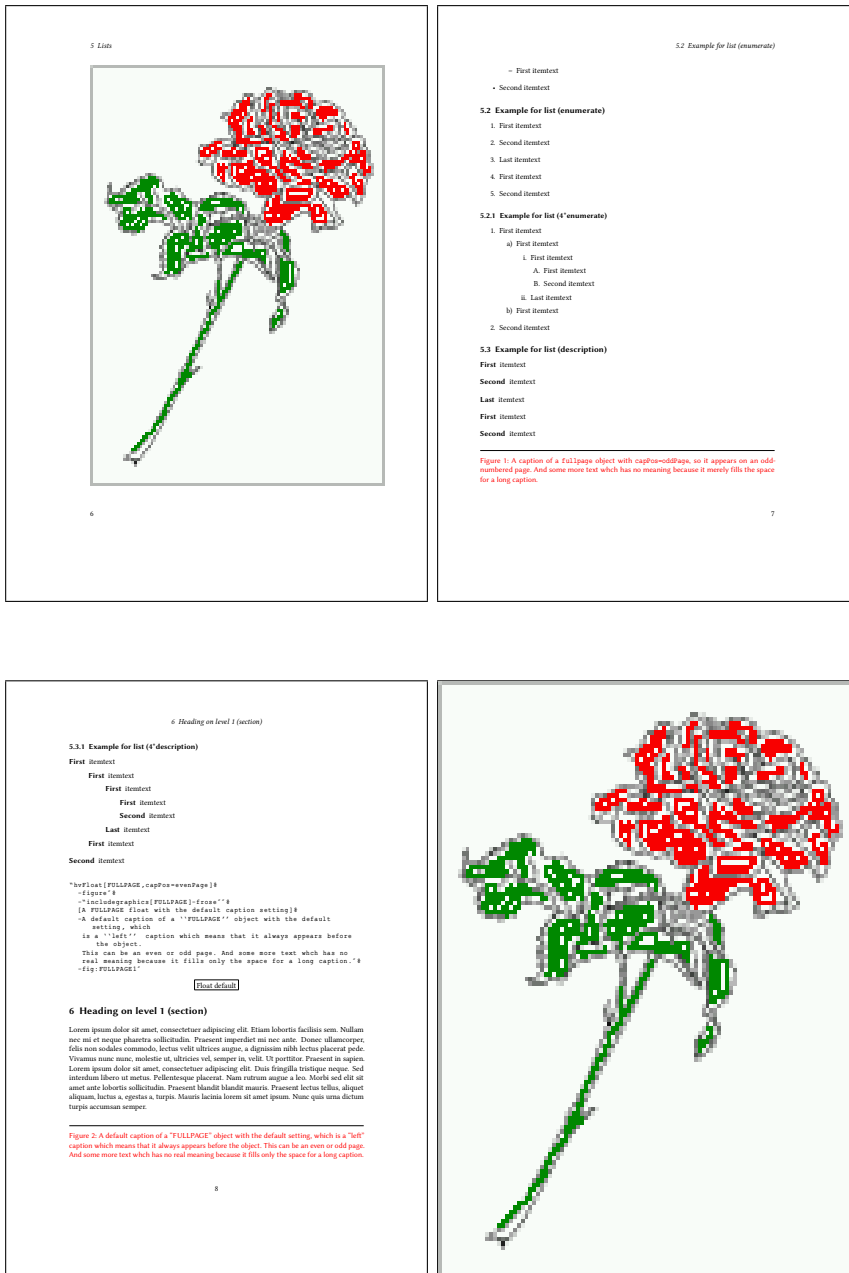 5 Lists
6
5.2 Example for list (enumerate)
– First itemtext
• Second itemtext
5.2 Example for list (enumerate)
1. First itemtext
2. Second itemtext
3. Last itemtext
4. First itemtext
5. Second itemtext
5.2.1 Example for list (4*enumerate)
1. First itemtext
a) First itemtext
i. First itemtext
A. First itemtext
B. Second itemtext
ii. Last itemtext
b) First itemtext
2. Second itemtext
5.3 Example for list (description)
First itemtext
Second itemtext
Last itemtext
First itemtext
Second itemtext
Figure 1: A caption of a fullpage object with capPos=oddPage, so it appears on an odd-
numbered page. And some more text whch has no meaning because it merely fills the space
for a long caption.
7
6 Heading on level 1 (section)
5.3.1 Example for list (4*description)
First itemtext
First itemtext
First itemtext
First itemtext
Second itemtext
Last itemtext
First itemtext
Second itemtext
"hvFloat[FULLPAGE,capPos=evenPage]@
-figure"@
-"includegraphics[FULLPAGE]-frose""@
[A FULLPAGE float with the default caption setting]@
-A default caption of a ''FULLPAGE'' object with the default
setting, which
is a ''left'' caption which means that it always appears before
the object.
This can be an even or odd page. And some more text whch has no
real meaning because it fills only the space for a long caption."@
-fig:FULLPAGE1"
Float default
6 Heading on level 1 (section)
Lorem ipsum dolor sit amet, consectetuer adipiscing elit. Etiam lobortis facilisis sem. Nullam
nec mi et neque pharetra sollicitudin. Praesent imperdiet mi nec ante. Donec ullamcorper,
felis non sodales commodo, lectus velit ultrices augue, a dignissim nibh lectus placerat pede.
Vivamus nunc nunc, molestie ut, ultricies vel, semper in, velit. Ut porttitor. Praesent in sapien.
Lorem ipsum dolor sit amet, consectetuer adipiscing elit. Duis fringilla tristique neque. Sed
interdum libero ut metus. Pellentesque placerat. Nam rutrum augue a leo. Morbi sed elit sit
amet ante lobortis sollicitudin. Praesent blandit blandit mauris. Praesent lectus tellus, aliquet
aliquam, luctus a, egestas a, turpis. Mauris lacinia lorem sit amet ipsum. Nunc quis urna dictum
turpis accumsan semper.
Figure 2: A default caption of a "FULLPAGE" object with the default setting, which is a "left"
caption which means that it always appears before the object. This can be an even or odd page.
And some more text whch has no real meaning because it fills only the space for a long caption.
8